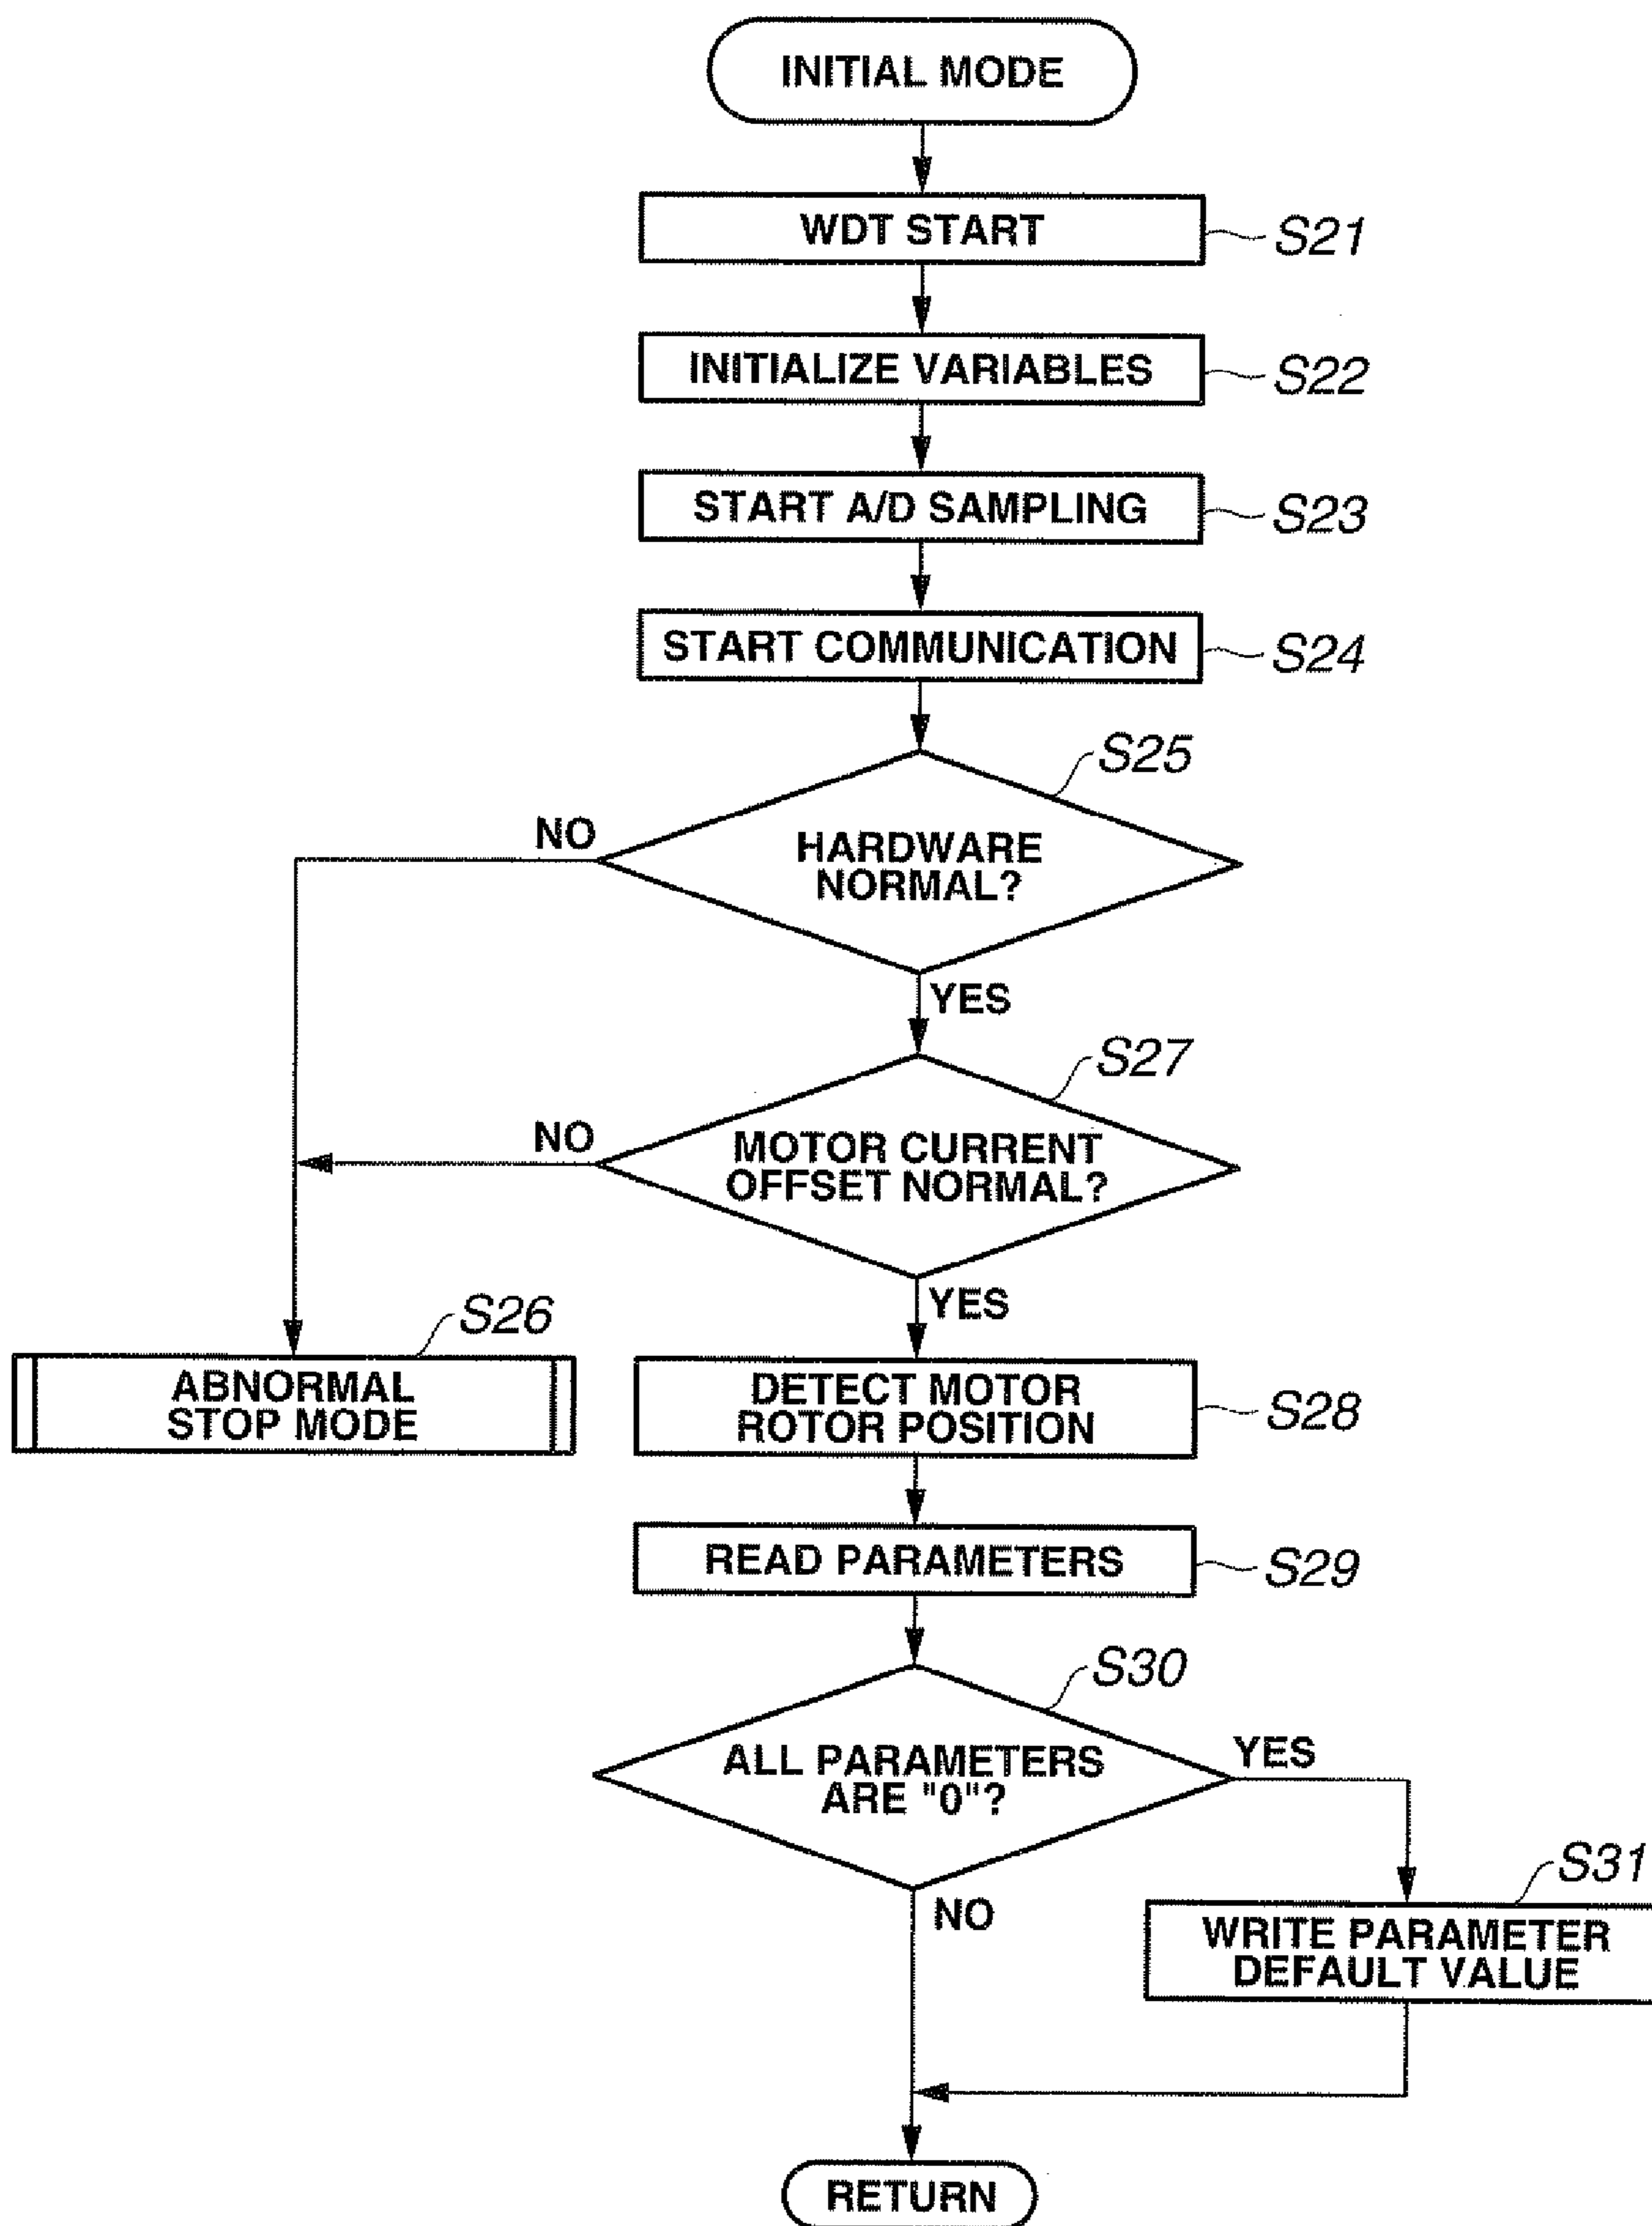 INITIAL MODE
WDT START
S21
INITIALIZE VARIABLES
S22
START A/D SAMPLING
S23
START COMMUNICATION
S24
S25
HARDWARE
NORMAL?
NO
YES
S27
MOTOR CURRENT
OFFSET NORMAL?
NO
YES
S26
ABNORMAL
STOP MODE
DETECT MOTOR
ROTOR POSITION
S28
READ PARAMETERS
S29
S30
ALL PARAMETERS
ARE "0"?
YES
NO
S31
WRITE PARAMETER
DEFAULT VALUE
RETURN